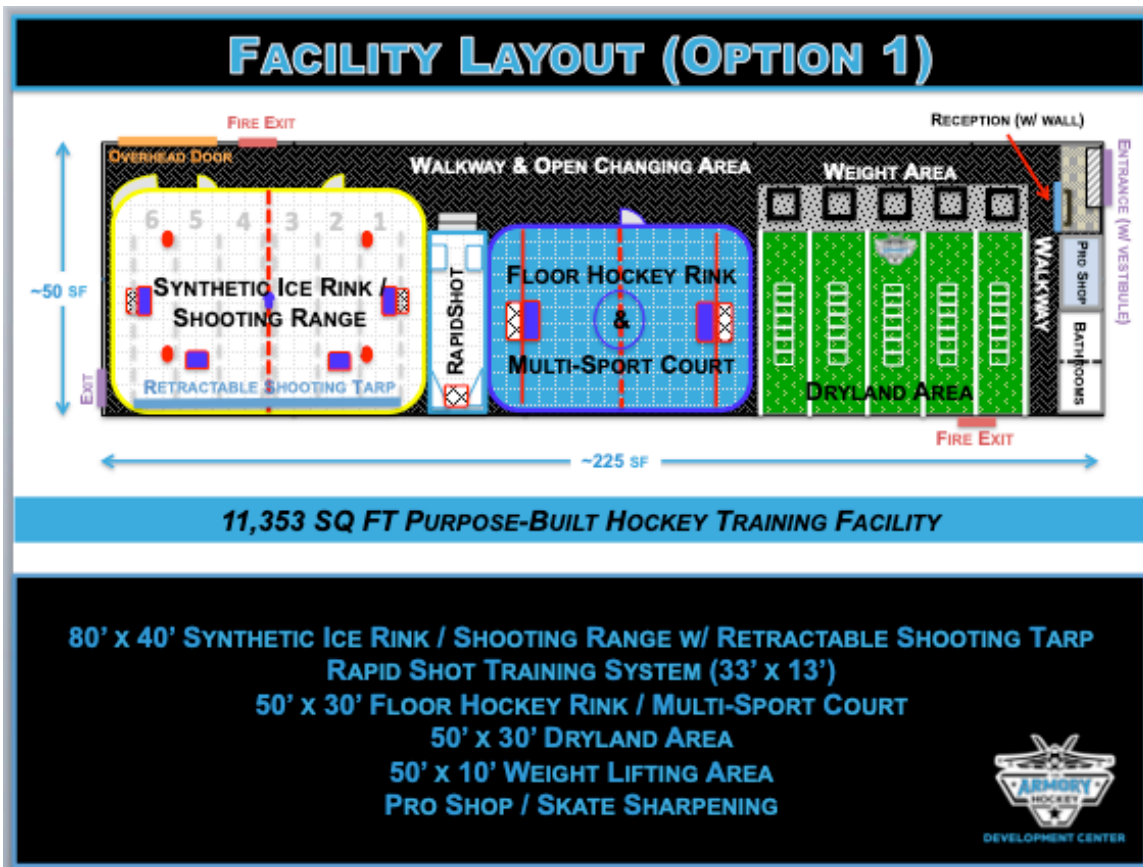 FACILITY LAYOUT (OPTION 1)
FIRE EXIT
RECEPTION (W/ WALL)
OVERHEAD DOOR
WALKWAY & OPEN CHANGING AREA
WEIGHT AREA
ENTRANCE (W/ VESTIBULE)
6 5 4 3 2 1
~50 SF
SYNTHETIC ICE RINK /
SHOOTING RANGE
RAPIDSHOT
FLOOR HOCKEY RINK
&
MULTI-SPORT COURT
WALKWAY
PRO SHOP
BATHROOMS
EXIT
RETRACTABLE SHOOTING TARP
DRYLAND AREA
FIRE EXIT
~225 SF
11,353 SQ FT PURPOSE-BUILT HOCKEY TRAINING FACILITY
80' X 40' SYNTHETIC ICE RINK / SHOOTING RANGE W/ RETRACTABLE SHOOTING TARP
RAPID SHOT TRAINING SYSTEM (33' X 13')
50' X 30' FLOOR HOCKEY RINK / MULTI-SPORT COURT
50' X 30' DRYLAND AREA
50' X 10' WEIGHT LIFTING AREA
PRO SHOP / SKATE SHARPENING
ARMORY
HOCKEY
DEVELOPMENT CENTER